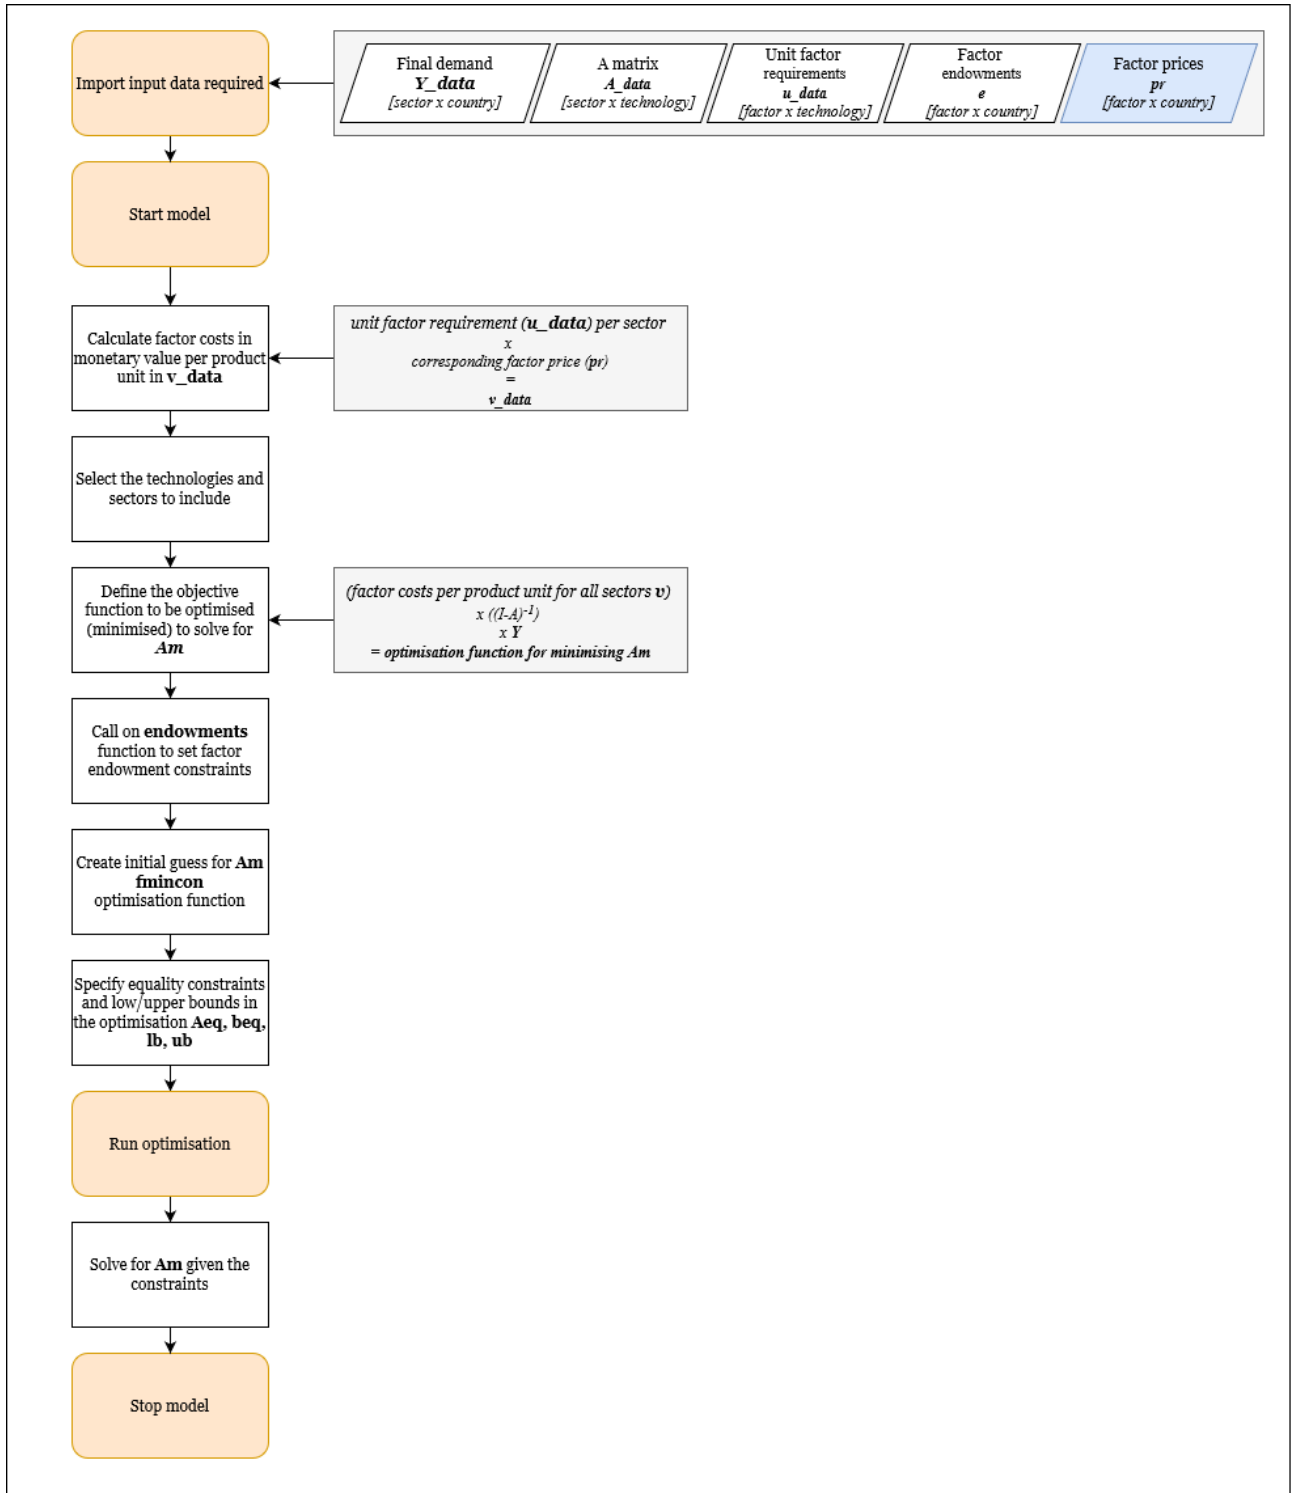 Import input data required
Final demand
Y_data
[sector x country]
A matrix
A_data
[sector x technology]
Unit factor
requirements
u_data
[factor x technology]
Factor
endowments
e
[factor x country]
Factor prices
pr
[factor x country]
Start model
Calculate factor costs in
monetary value per product
unit in v_data
unit factor requirement (u_data) per sector
x
corresponding factor price (pr)
=
v_data
Select the technologies and
sectors to include
Define the objective
function to be optimised
(minimised) to solve for
Am
(factor costs per product unit for all sectors v)
x ((I-A)-1)
x Y
= optimisation function for minimising Am
Call on endowments
function to set factor
endowment constraints
Create initial guess for Am
fmincon
optimisation function
Specify equality constraints
and low/upper bounds in
the optimisation Aeq, beq,
lb, ub
Run optimisation
Solve for Am given the
constraints
Stop model